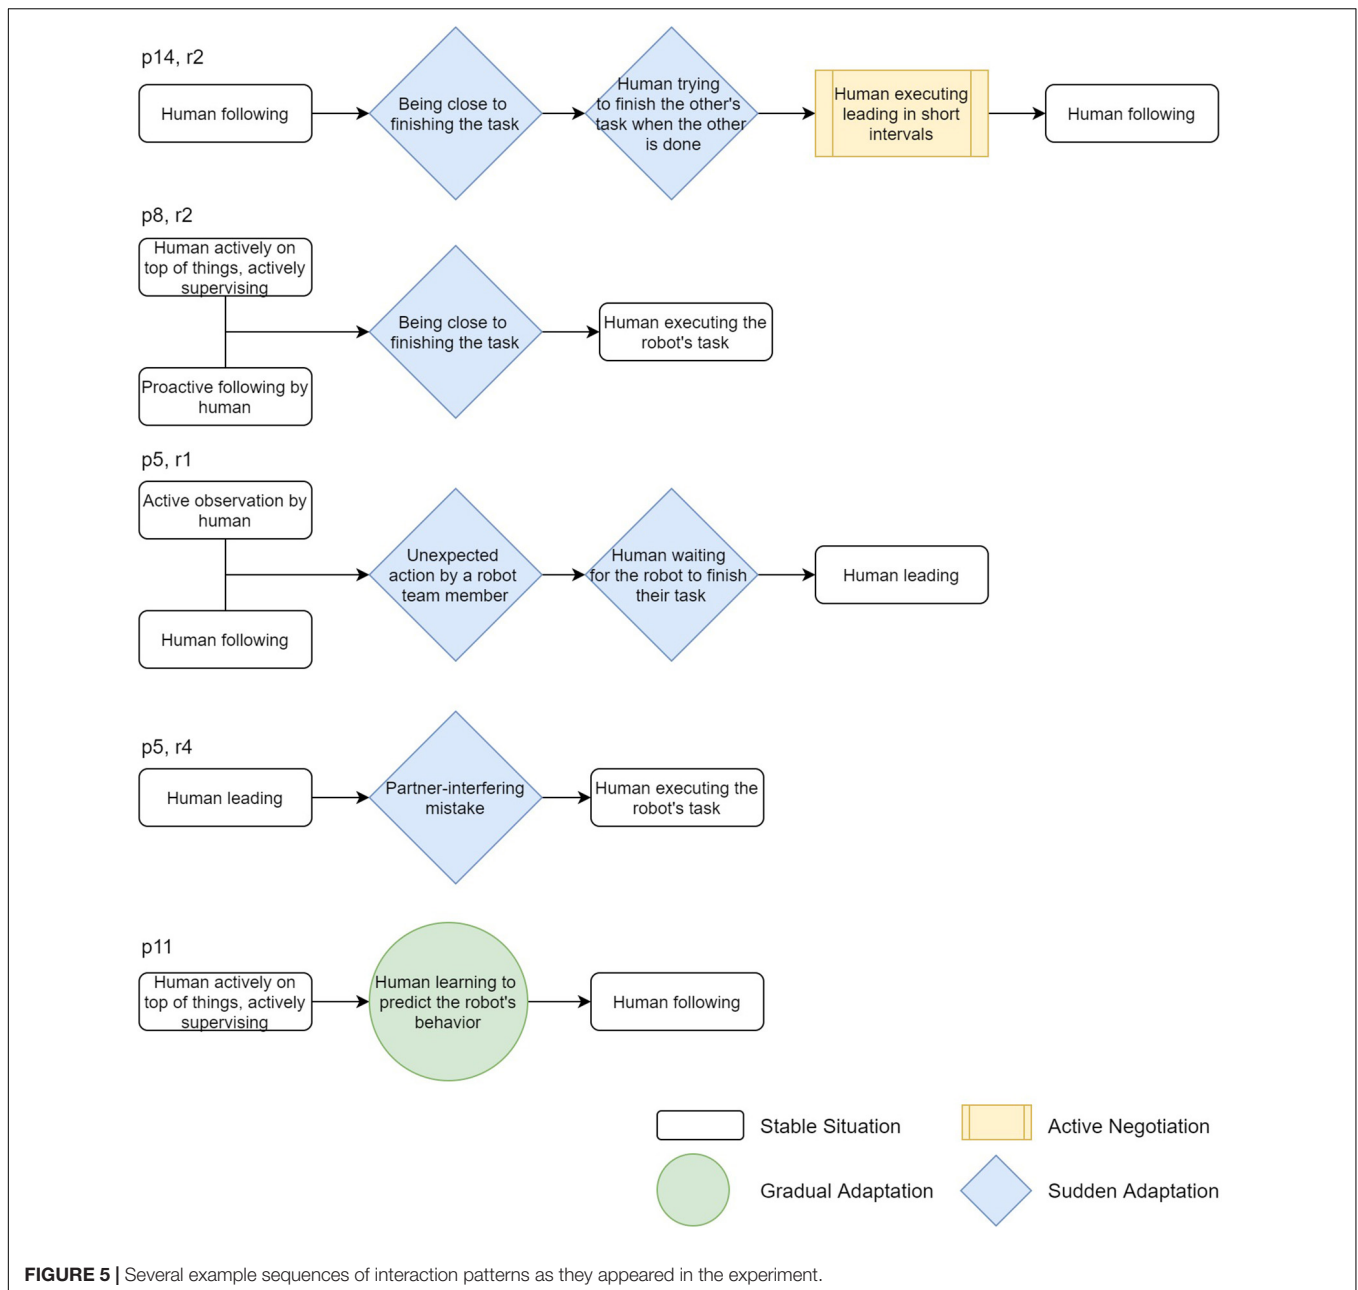 p14, r2
Human following
Being close to
finishing the task
Human trying
to finish the other's
task when the other
is done
Human executing
leading in short
intervals
Human following
p8, r2
Human actively on
top of things, actively
supervising
Proactive following by
human
Being close to
finishing the task
Human executing the
robot's task
p5, r1
Active observation by
human
Human following
Unexpected
action by a robot
team member
Human waiting
for the robot to finish
their task
Human leading
p5, r4
Human leading
Partner-interfering
mistake
Human executing the
robot's task
p11
Human actively on
top of things, actively
supervising
Human learning to
predict the robot's
behavior
Human following
Stable Situation
Active Negotiation
Gradual Adaptation
Sudden Adaptation
FIGURE 5 | Several example sequences of interaction patterns as they appeared in the experiment.